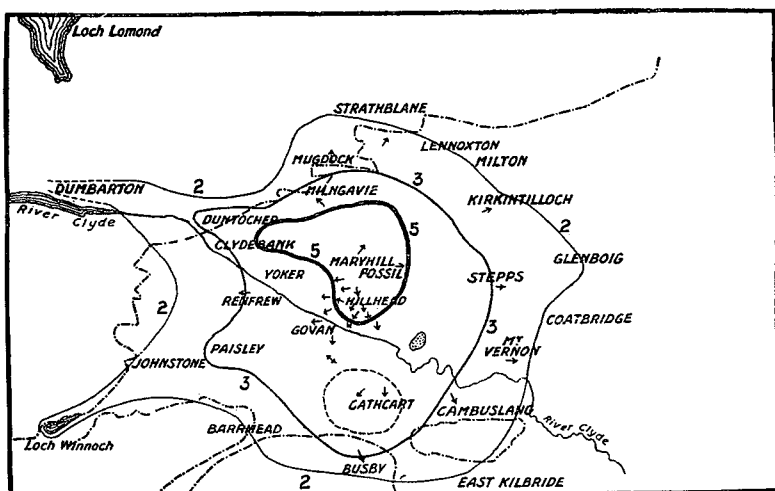 Loch Lomond
STRATHBLANE
LENNOXTON
MILTON
MUGDOCK
3
DUMBARTON
2
MILNGAVIE
KIRKINTILLOCH
River Clyde
DUNTOCHER
2
CLYDEBANK
5
5
MARYHILL
FOSSIL
GLENBOIG
YOKER
STEPPS
RENFREW
HILLHEAD
2
GOVAN
3
COATBRIDGE
MT
VERNON
PAISLEY
JOHNSTONE
3
CATHCART
CAMBUSLANG
BARRHEAD
River Clyde
Loch Winnoch
BUSBY
2
EAST KILBRIDE